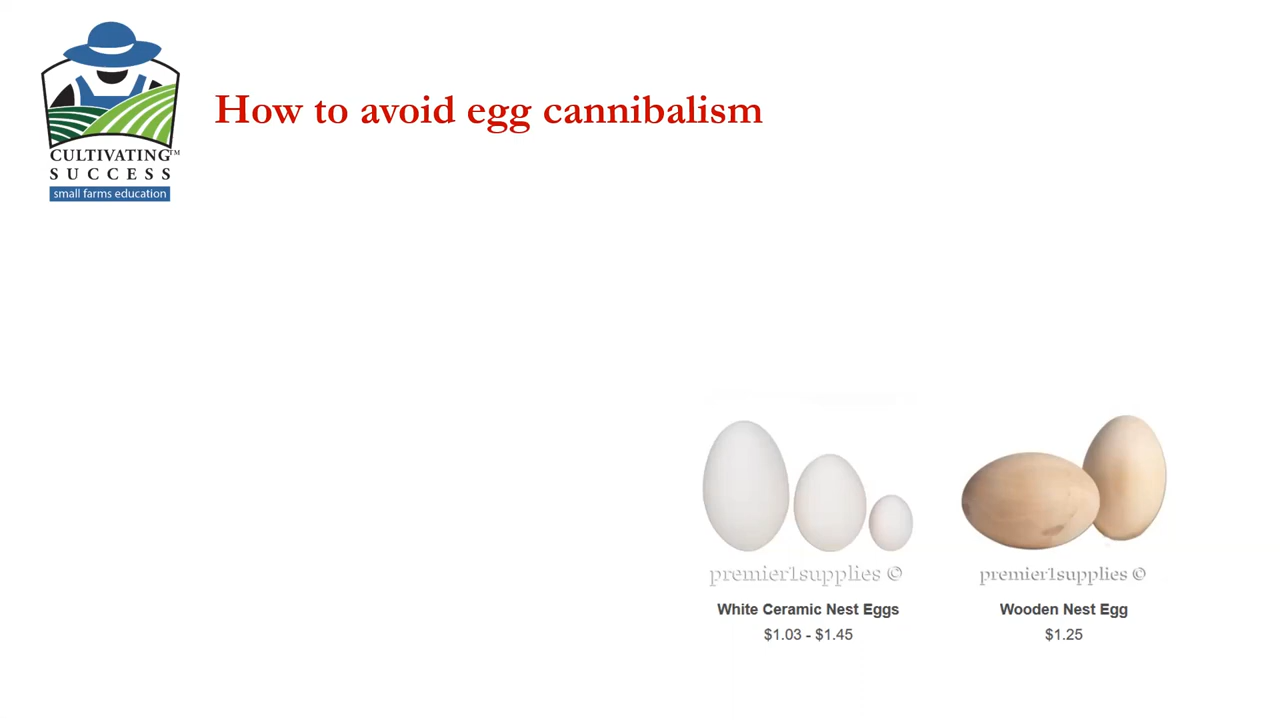 CULTIVATING™
SUCCESS
small farms education
How to avoid egg cannibalism
premier1supplies ©
premier1supplies ©
White Ceramic Nest Eggs
Wooden Nest Egg
$1.03 - $1.45
$1.25